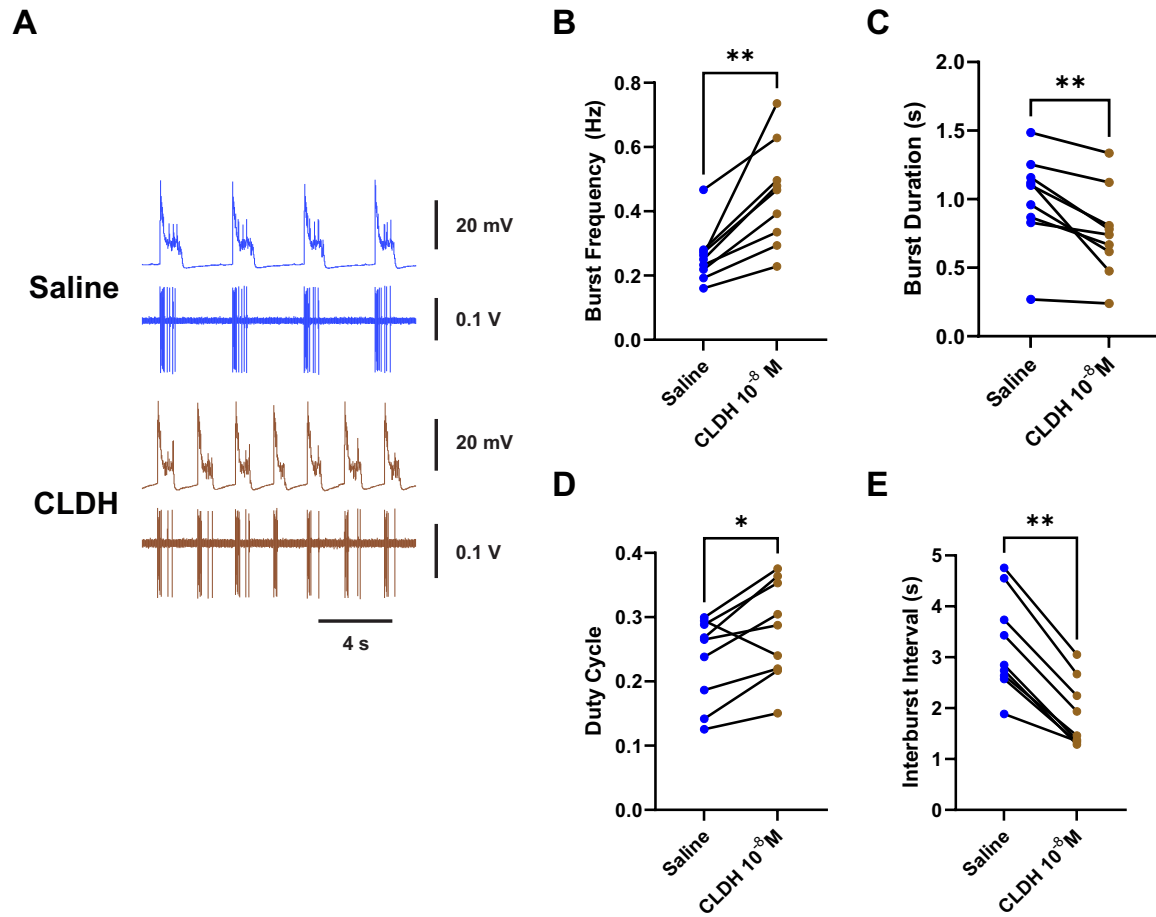 A
Saline
20 mV
0.1 V
CLDH
20 mV
0.1 V
4 s
B
**
Burst Frequency (Hz)
0.8
0.6
0.4
0.2
0.0
Saline
CLDH 10⁻⁸ M
C
**
Burst Duration (s)
2.0
1.5
1.0
0.5
0.0
Saline
CLDH 10⁻⁸ M
D
*
Duty Cycle
0.4
0.3
0.2
0.1
0.0
Saline
CLDH 10⁻⁸ M
E
**
Interburst Interval (s)
5
4
3
2
1
0
Saline
CLDH 10⁻⁸ M